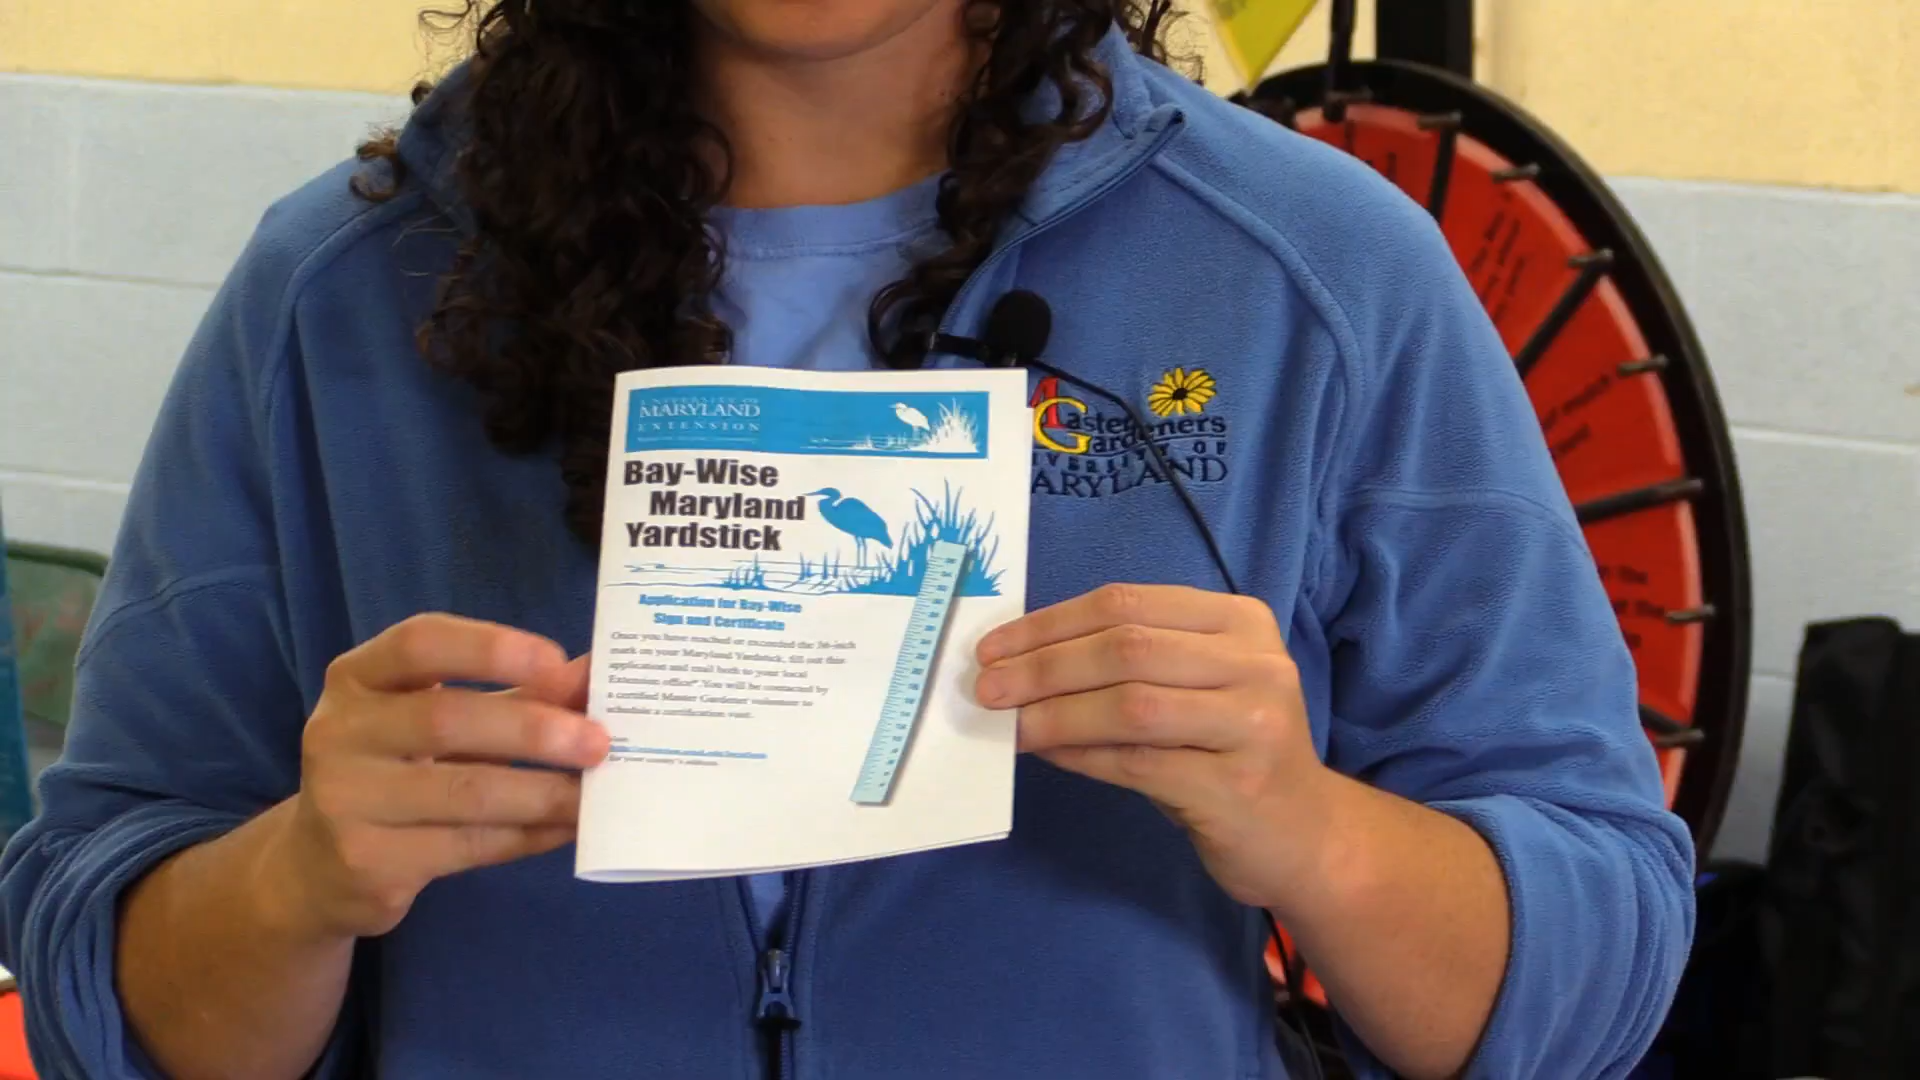 UNIVERSITY OF
MARYLAND
EXTENSION
Bay-Wise
Maryland
Yardstick
Application for Bay-Wise
Sign and Certificate
Once you have reached or exceeded the 36-inch
mark on your Maryland Yardstick, fill out this
application and mail both to your local
Extension office*. You will be contacted by
a certified Master Gardener volunteer to
schedule a certification visit.
for your county's address.
Master
Gardeners
IVERSITY OF
ARYLAND